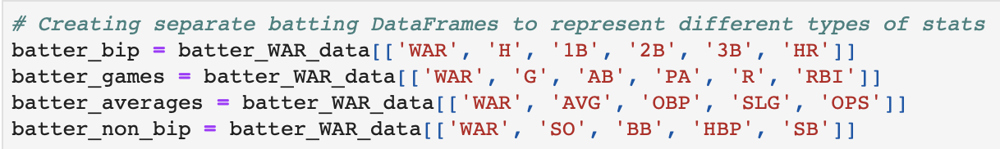 # Creating separate batting DataFrames to represent different types of stats
batter_bip = batter_WAR_data[['WAR', 'H', '1B', '2B', '3B', 'HR']]
batter_games = batter_WAR_data[['WAR', 'G', 'AB', 'PA', 'R', 'RBI']]
batter_averages = batter_WAR_data[['WAR', 'AVG', 'OBP', 'SLG', 'OPS']]
batter_non_bip = batter_WAR_data[['WAR', 'SO', 'BB', 'HBP', 'SB']]